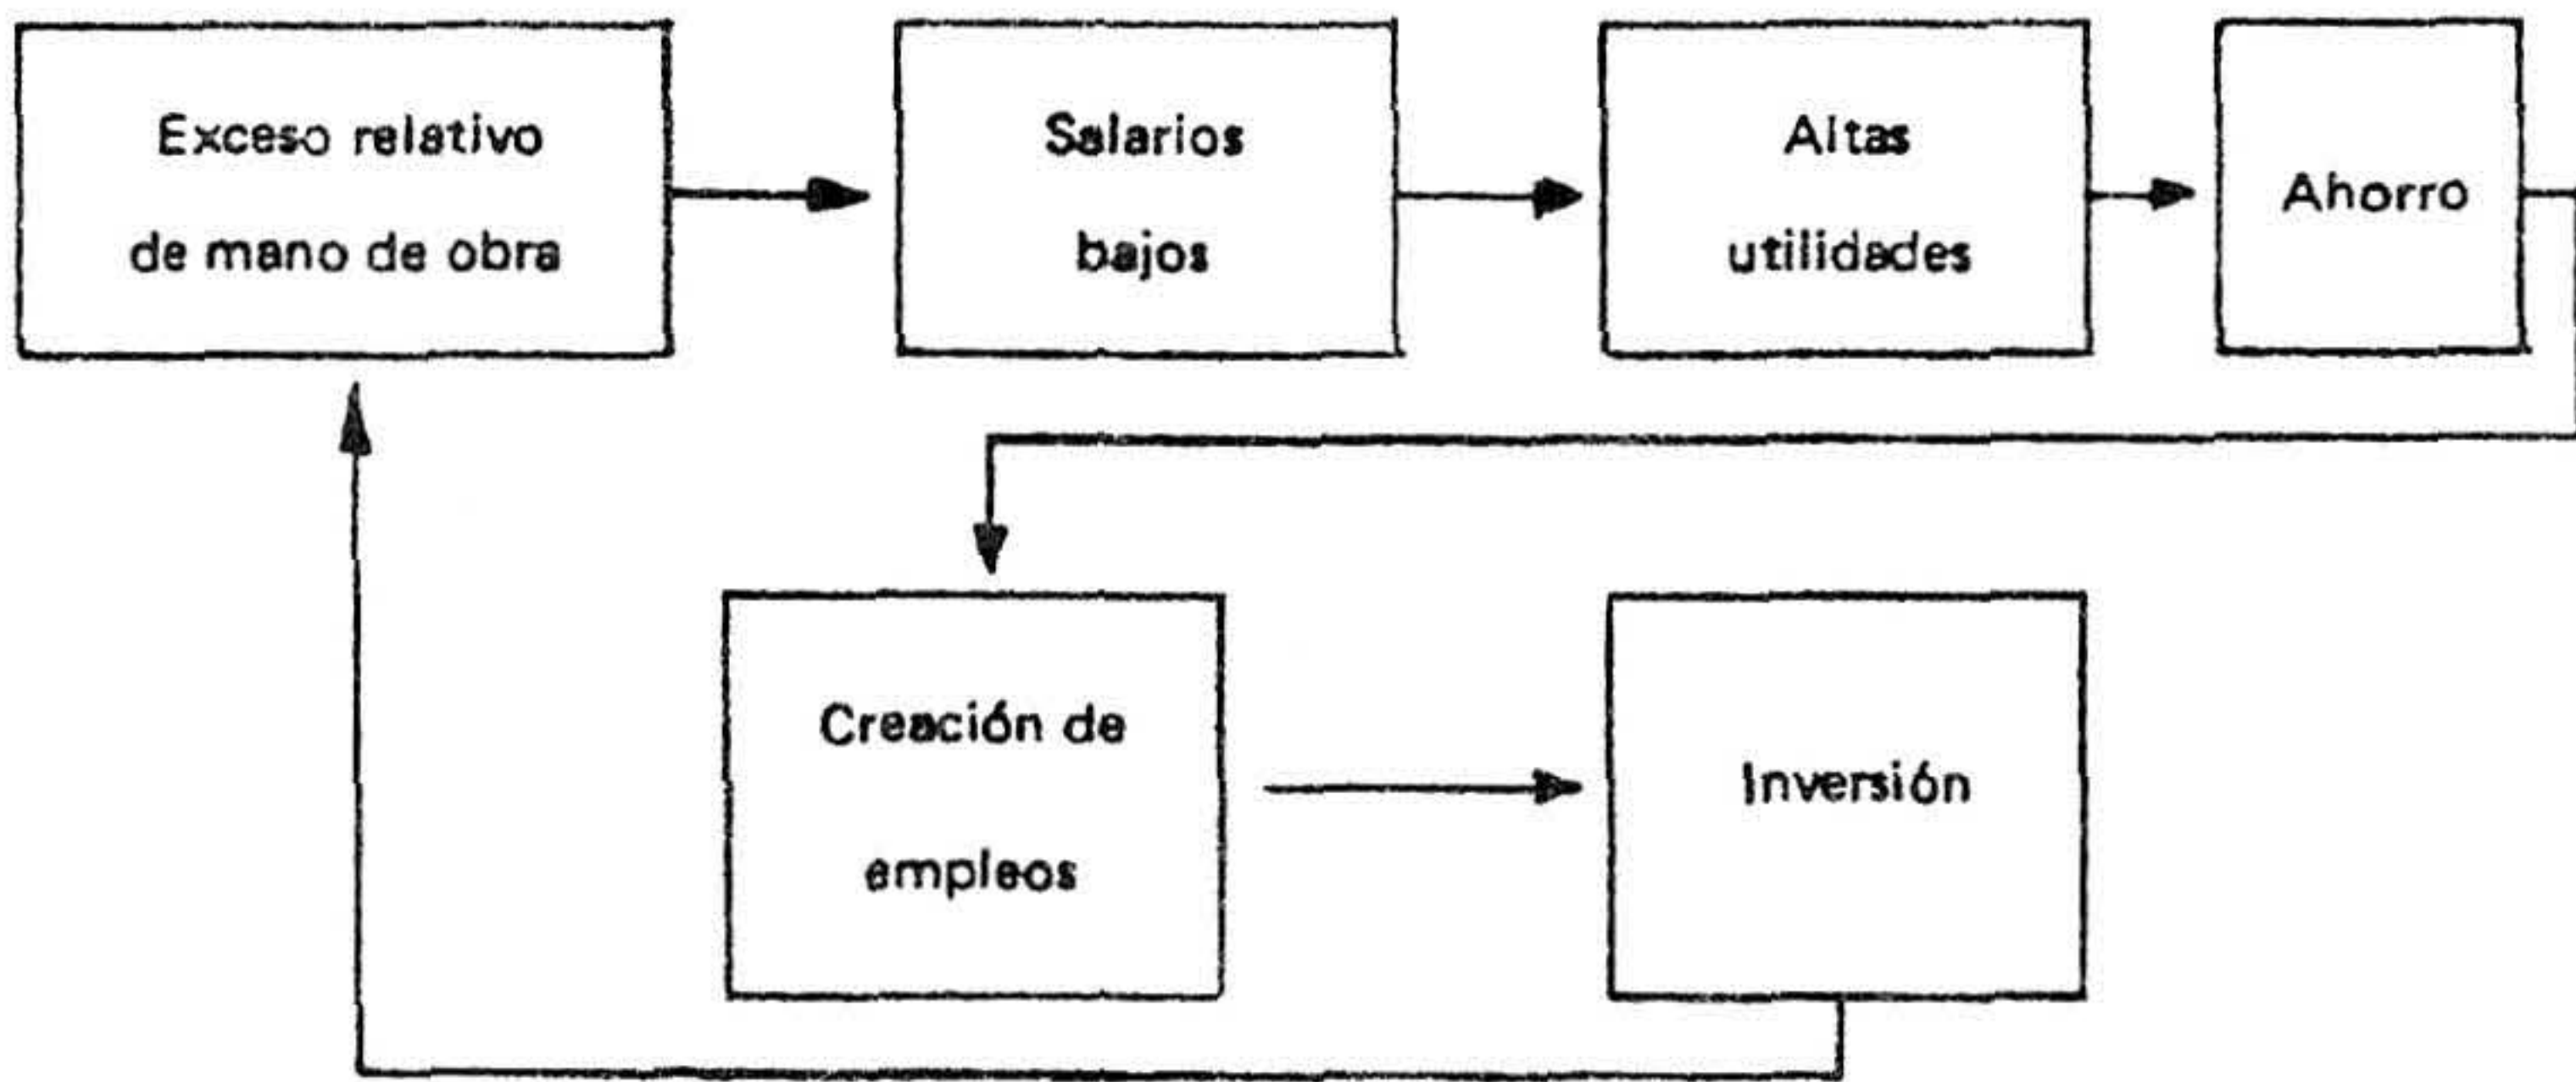 Exceso relativo
de mano de obra
Salarios
bajos
Altas
utilidades
Ahorro
Creación de
empleos
Inversión